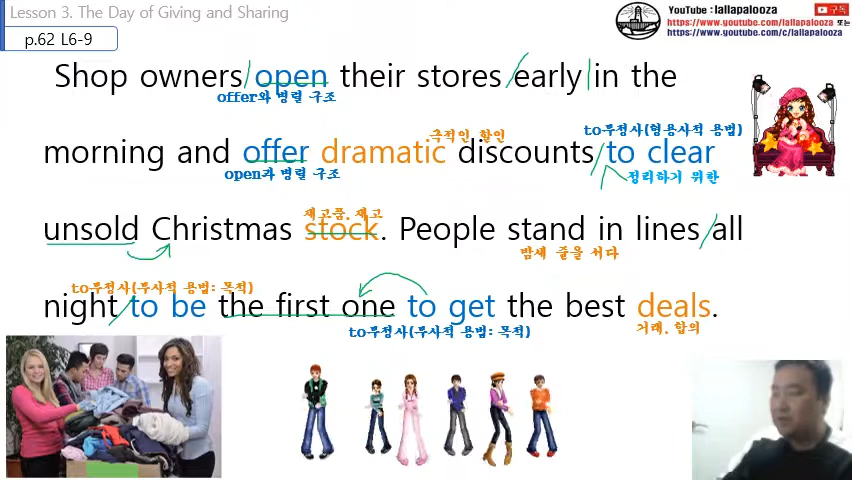 Lesson 3. The Day of Giving and Sharing
YouTube : lallapalooza 구독
https://www.youtube.com/lallapalooza 또는
https://www.youtube.com/c/lallapalooza
p.62 L6-9
Shop owners open their stores early in the
offer와 병렬 구조
극적인, 할인
to부정사(형용사적 용법)
morning and offer dramatic discounts to clear
open과 병렬 구조
정리하기 위한
재고품, 재고
unsold Christmas stock. People stand in lines all
밤새 줄을 서다
to부정사(부사적 용법: 목적)
night to be the first one to get the best deals.
to부정사(부사적 용법: 목적)
거래, 합의